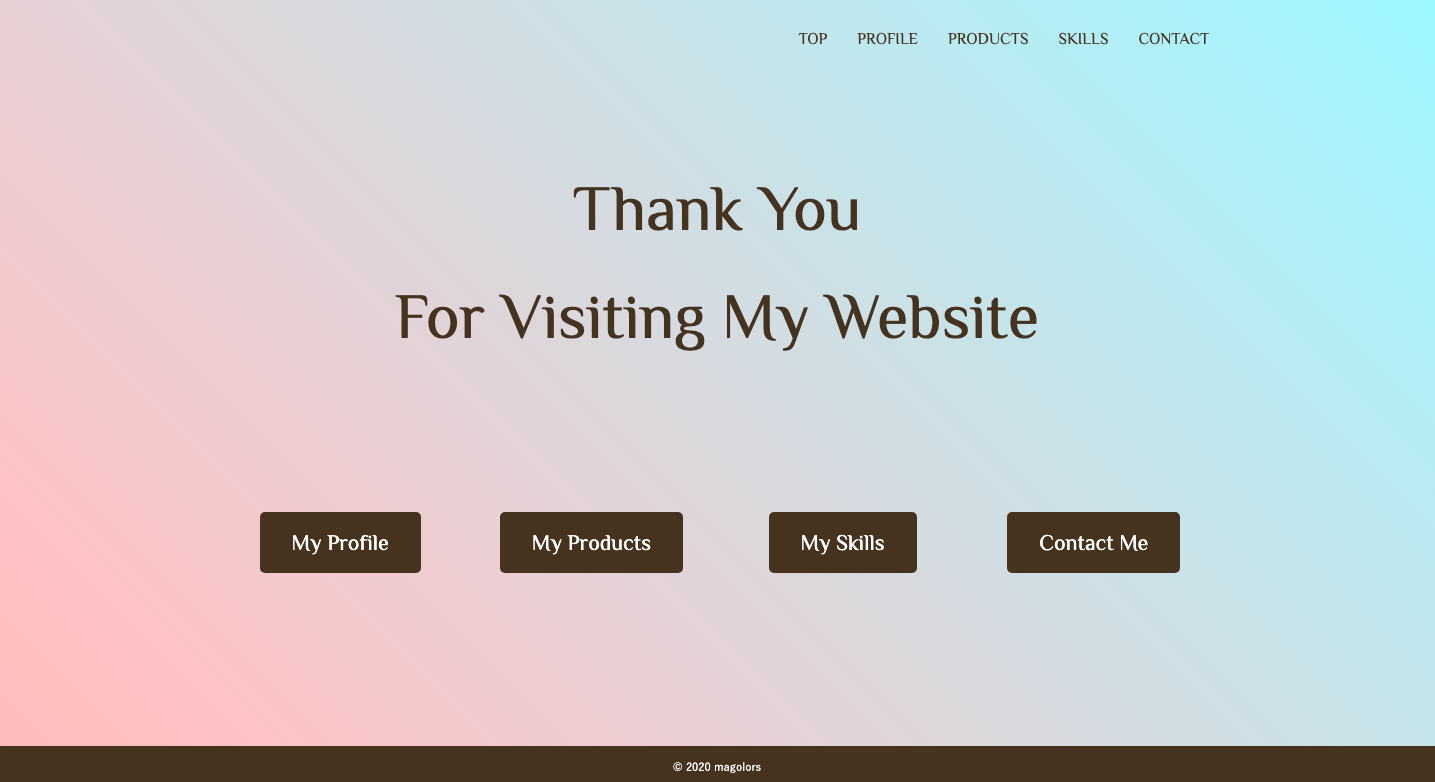 TOP PROFILE PRODUCTS SKILLS CONTACT
Thank You
For Visiting My Website
My Profile My Products My Skills Contact Me
© 2020 magolors